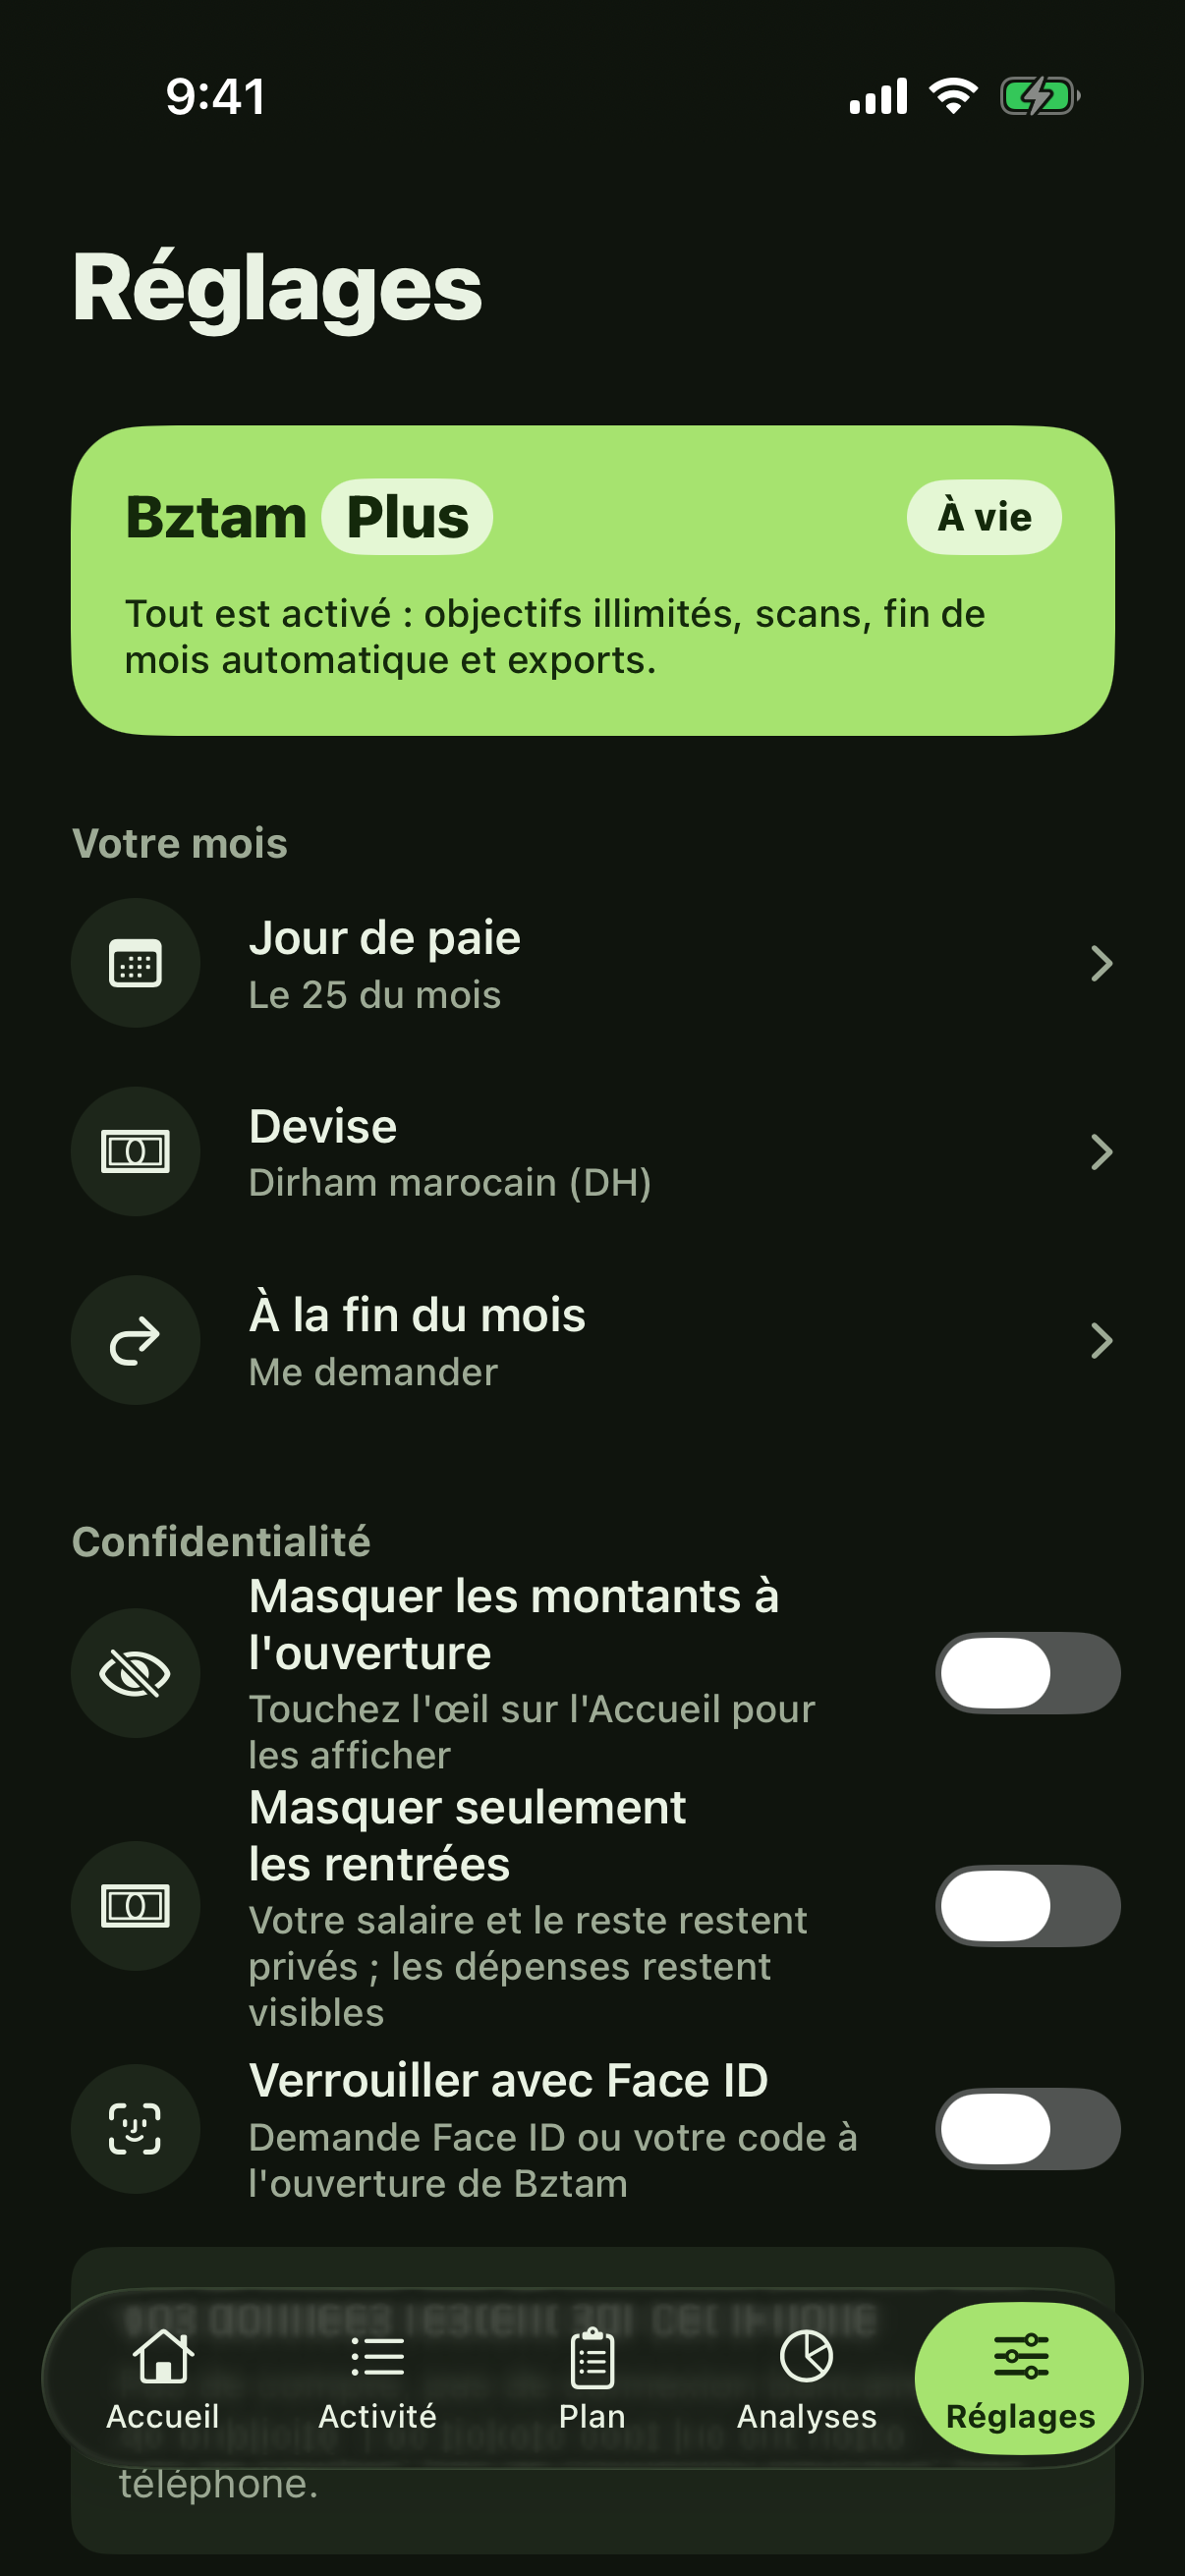 9:41
Réglages
Bztam Plus
À vie
Tout est activé : objectifs illimités, scans, fin de
mois automatique et exports.
Votre mois
Jour de paie
Le 25 du mois
Devise
Dirham marocain (DH)
À la fin du mois
Me demander
Confidentialité
Masquer les montants à
l'ouverture
Touchez l'œil sur l'Accueil pour
les afficher
Masquer seulement
les rentrées
Votre salaire et le reste restent
privés ; les dépenses restent
visibles
Verrouiller avec Face ID
Demande Face ID ou votre code à
l'ouverture de Bztam
Accueil
Activité
Plan
Analyses
Réglages
téléphone.